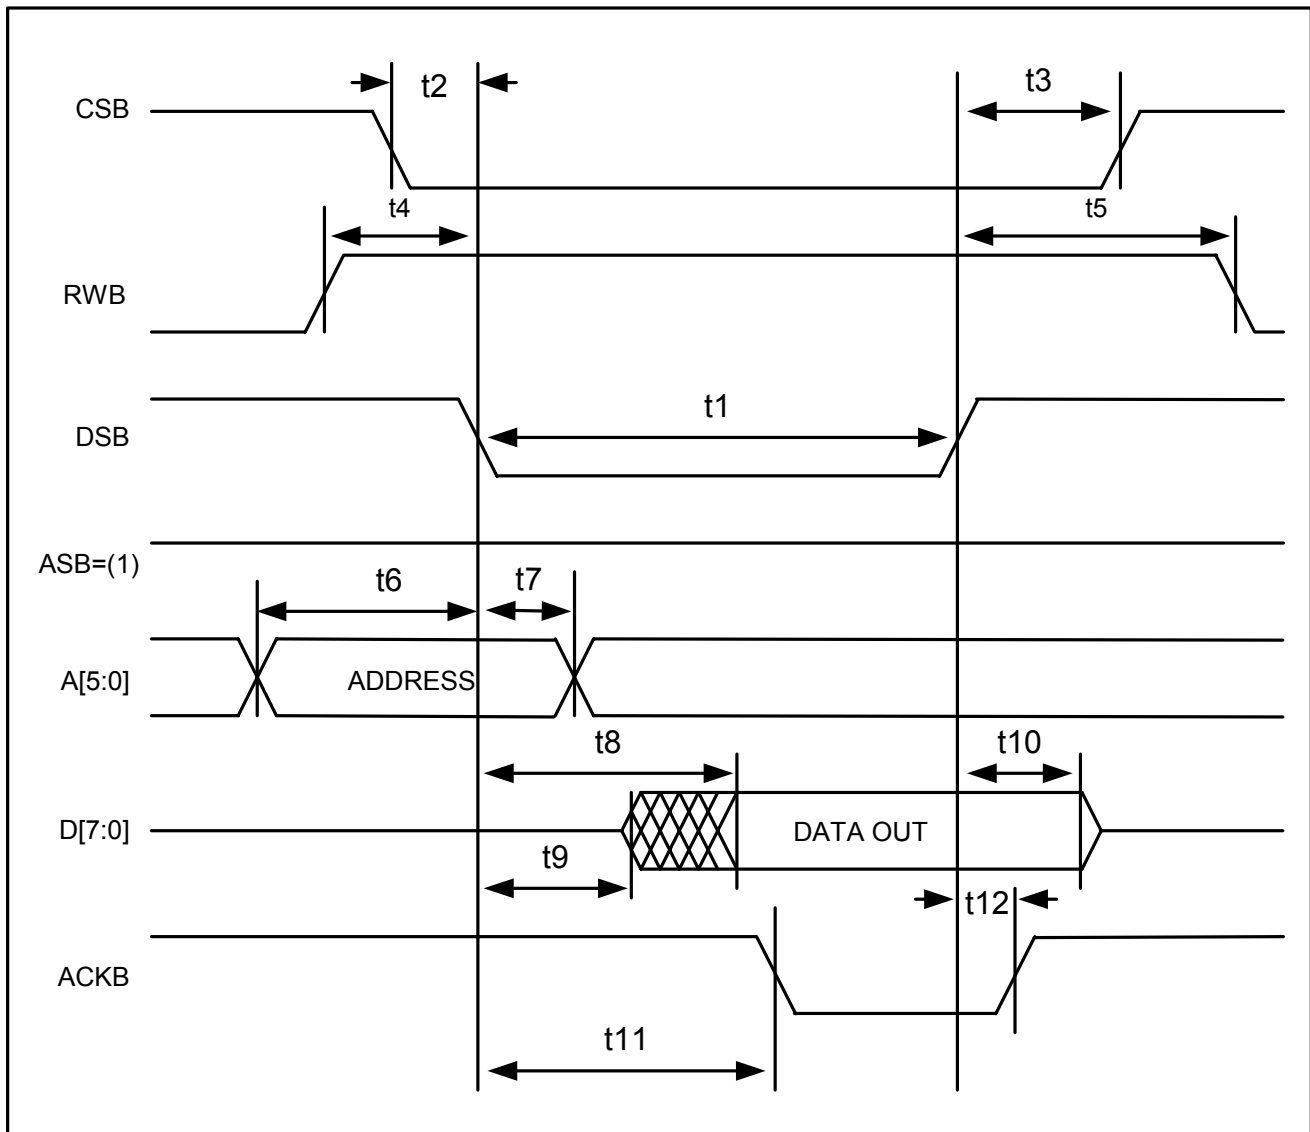 t2
t3
CSB
t4
t5
RWB
t1
DSB
ASB=(1)
t6
t7
A[5:0]
ADDRESS
t8
t10
D[7:0]
DATA OUT
t9
t12
ACKB
t11